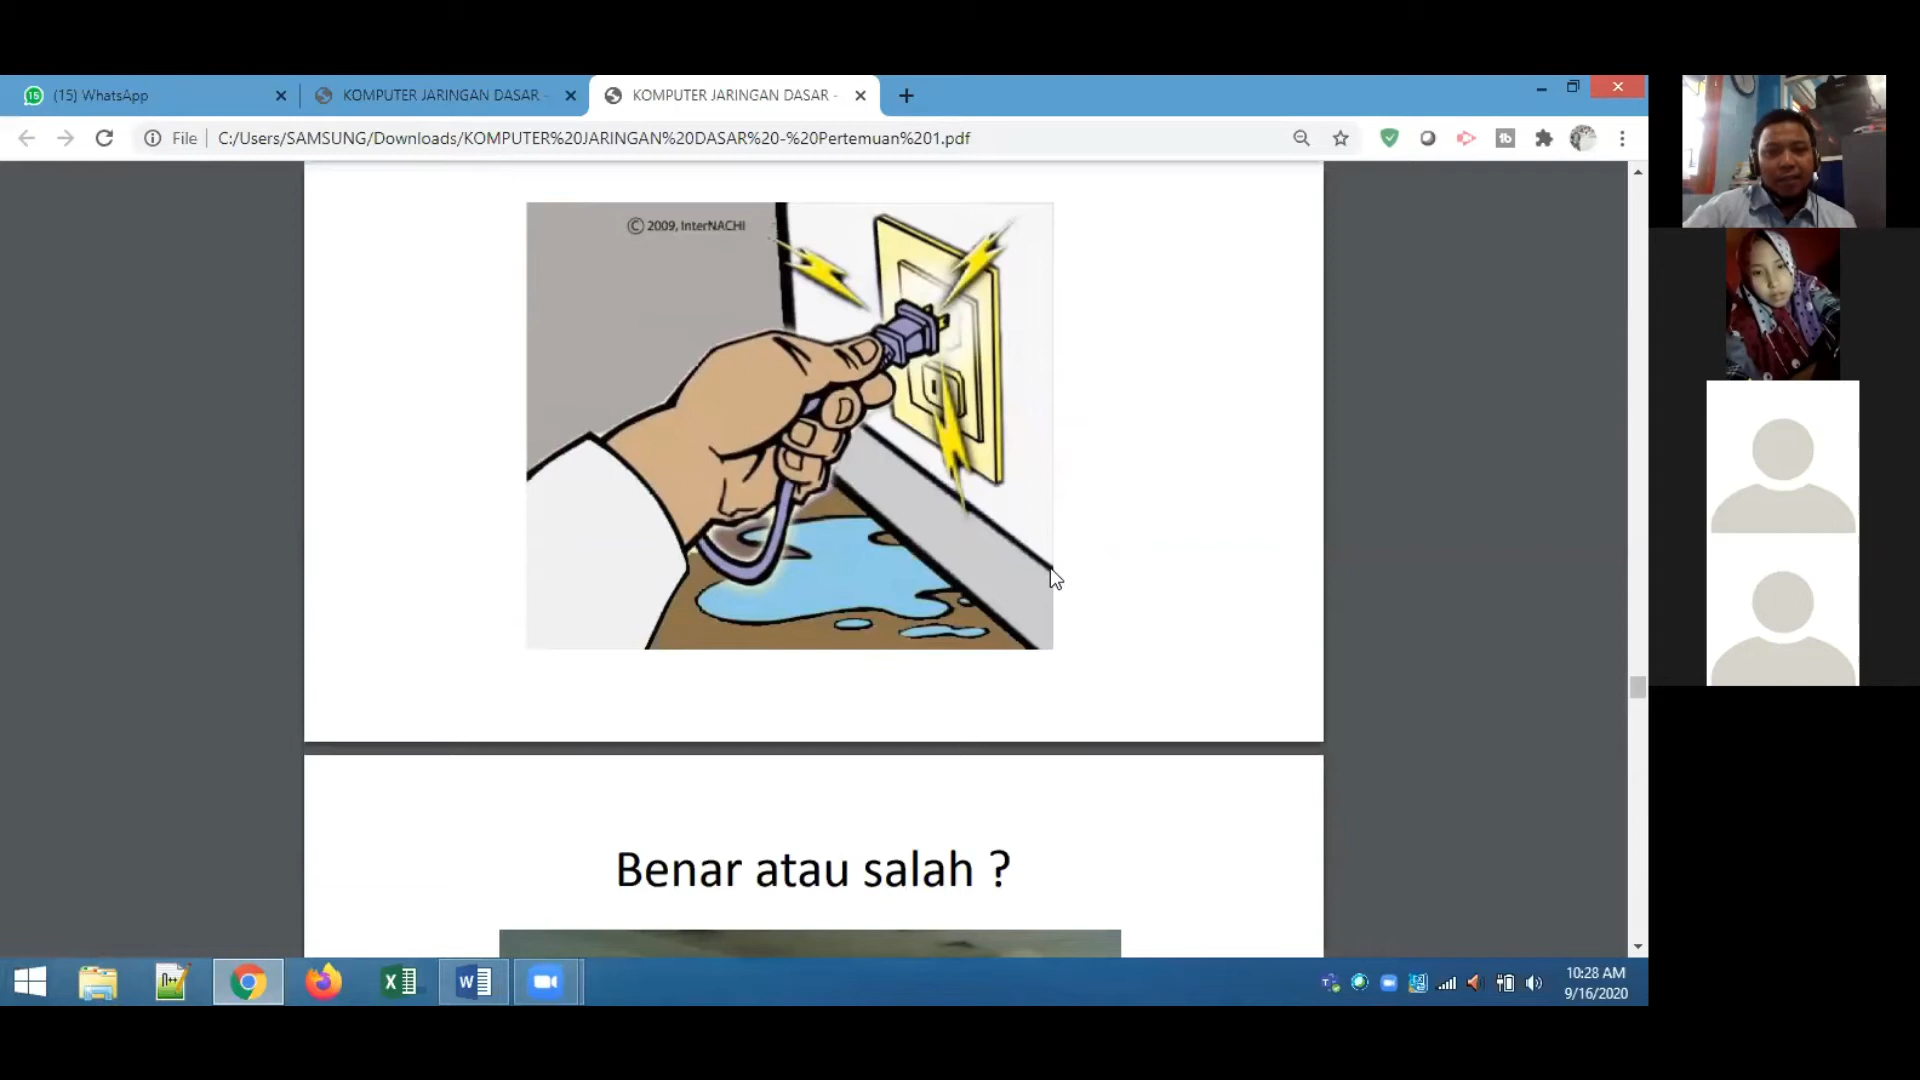 (15) WhatsApp
KOMPUTER JARINGAN DASAR -
KOMPUTER JARINGAN DASAR -
File
C:/Users/SAMSUNG/Downloads/KOMPUTER%20JARINGAN%20DASAR%20-%20Pertemuan%201.pdf
© 2009, InterNACHI
Benar atau salah ?
10:28 AM
9/16/2020